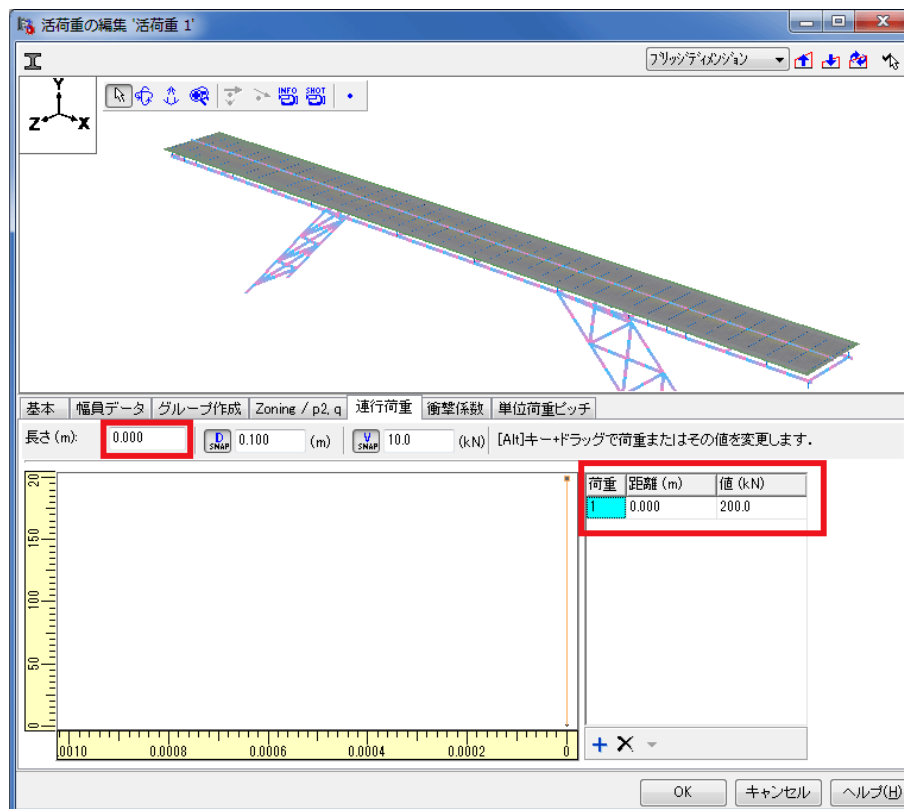 活荷重の編集 '活荷重 1'
ブリッジディメンション
Y
Z X
INFO SHOT
基本 幅員データ グループ作成 Zoning / p2, q 連行荷重 衝撃係数 単位荷重ピッチ
長さ(m): 0.000 D SNAP 0.100 (m) V SNAP 10.0 (kN) [Alt]キー+ドラッグで荷重またはその値を変更します.
荷重 距離(m) 値(kN)
1 0.000 200.0
20
150
100
50
0
.0010 0.0008 0.0006 0.0004 0.0002 0
OK キャンセル ヘルプ(H)